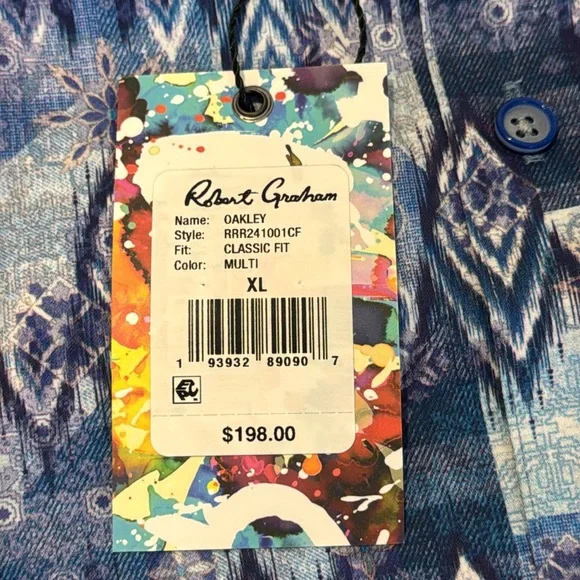 Robert Graham
Name: OAKLEY
Style: RRR241001CF
Fit: CLASSIC FIT
Color: MULTI
XL
1 93932 89090 7
$198.00